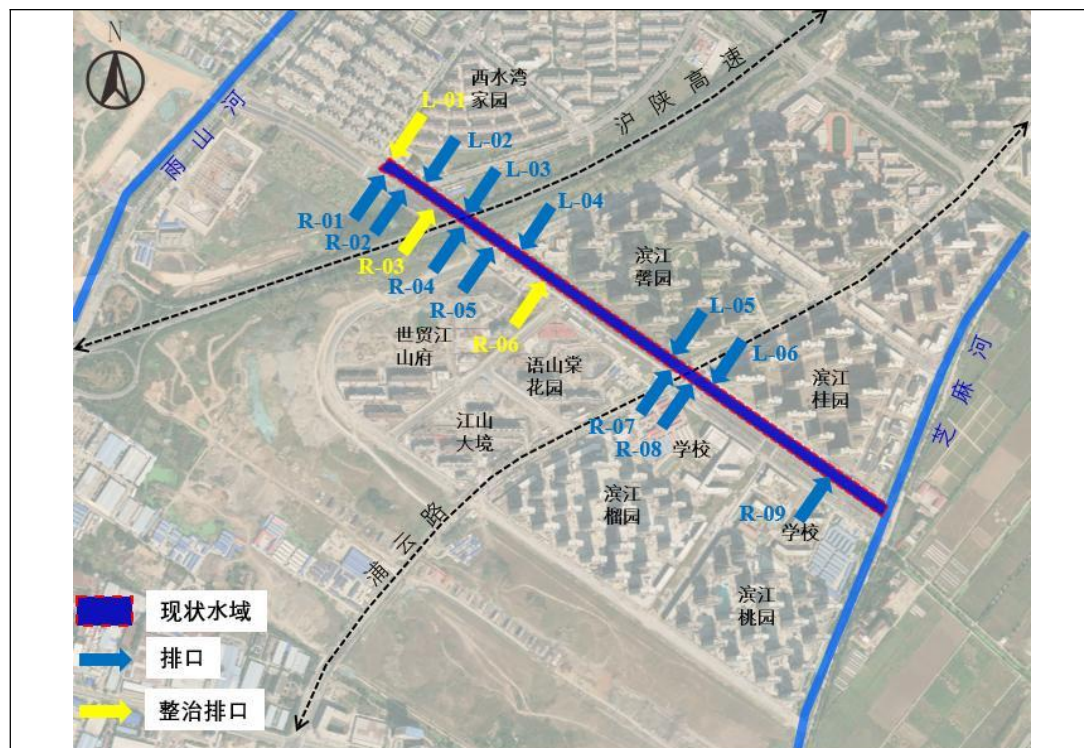 N
西水湾
家园
沪陕高速
雨山河
L-01
L-02
L-03
L-04
R-01
R-02
R-03
R-04
R-05
R-06
滨江
馨园
L-05
L-06
世贸江
山府
语山棠
花园
滨江
桂园
芝麻河
江山
大境
R-07
R-08
学校
滨江
榴园
R-09
学校
浦云路
滨江
桃园
现状水域
排口
整治排口